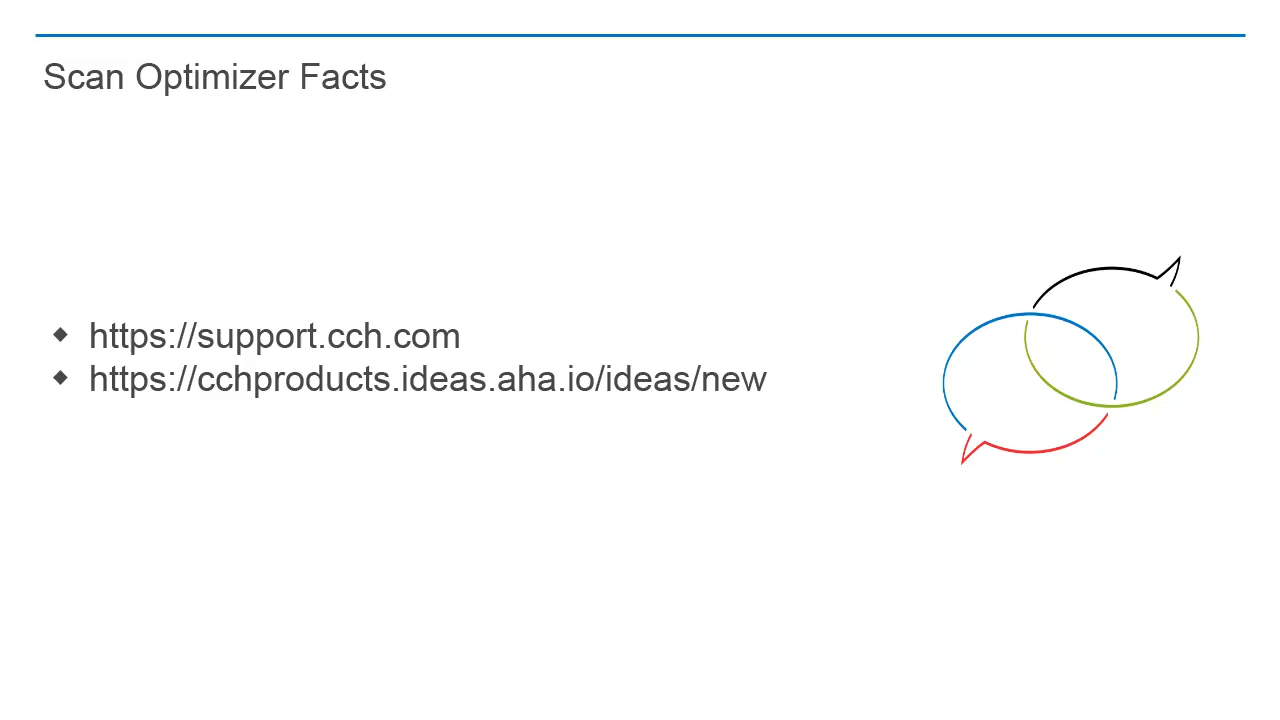 Scan Optimizer Facts
◆ https://support.cch.com
◆ https://cchproducts.ideas.aha.io/ideas/new